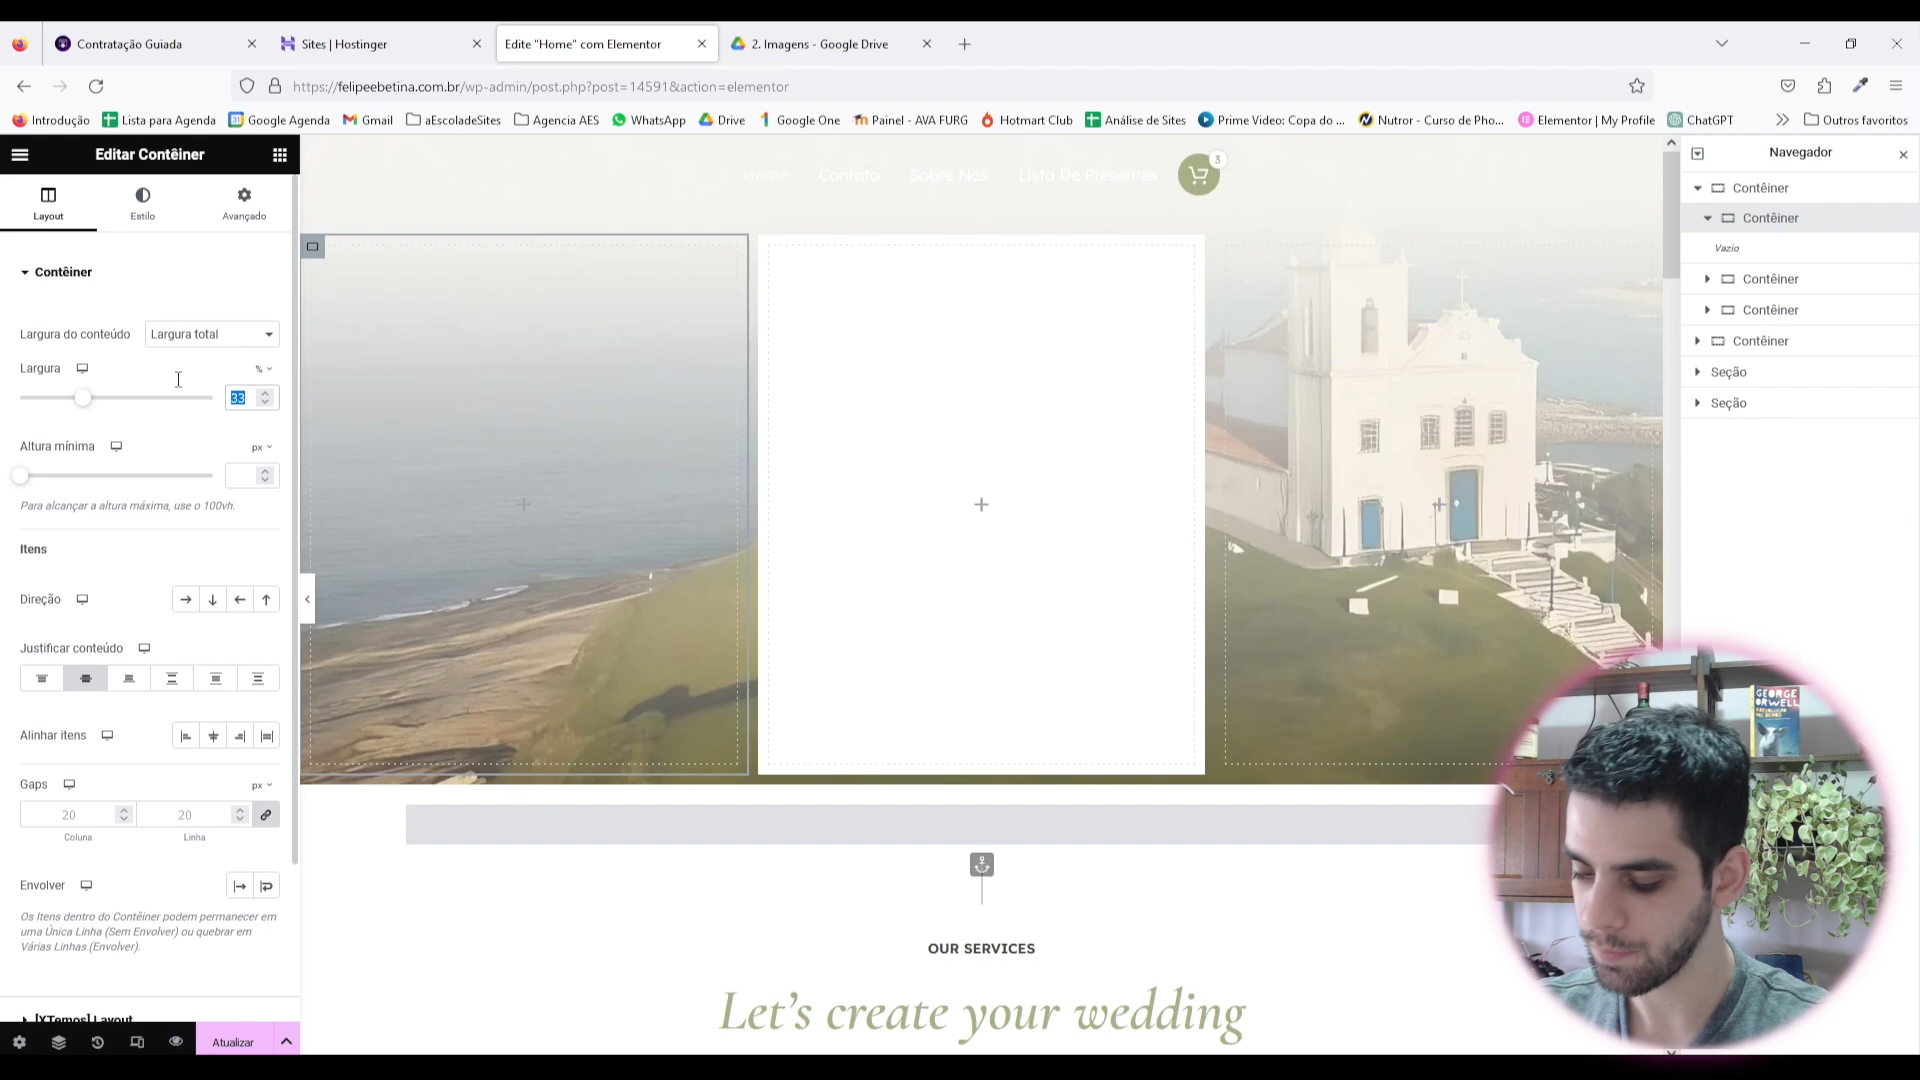 Contratação Guiada
Sites | Hostinger
Edite "Home" com Elementor
2. Imagens - Google Drive
https://felipeebetina.com.br/wp-admin/post.php?post=14591&action=elementor
Introdução
Lista para Agenda
Google Agenda
Gmail
aEscoladeSites
Agencia AES
WhatsApp
Drive
Google One
Painel - AVA FURG
Hotmart Club
Análise de Sites
Prime Video: Copa do ...
Nutror - Curso de Pho...
Elementor | My Profile
ChatGPT
Outros favoritos
Editar Contêiner
Layout
Estilo
Avançado
Contêiner
Largura do conteúdo
Largura total
Largura
%
33
Altura mínima
px
Para alcançar a altura máxima, use o 100vh.
Itens
Direção
Justificar conteúdo
Alinhar itens
Gaps
px
20
20
Coluna
Linha
Envolver
Os Itens dentro do Contêiner podem permanecer em
uma Única Linha (Sem Envolver) ou quebrar em
Várias Linhas (Envolver).
[XTemos] Layout
Atualizar
Home
Contato
Sobre Nós
Lista De Presentes
3
OUR SERVICES
Let's create your wedding
Navegador
Contêiner
Contêiner
Vazio
Contêiner
Contêiner
Contêiner
Seção
Seção
GEORGE
ORWELL